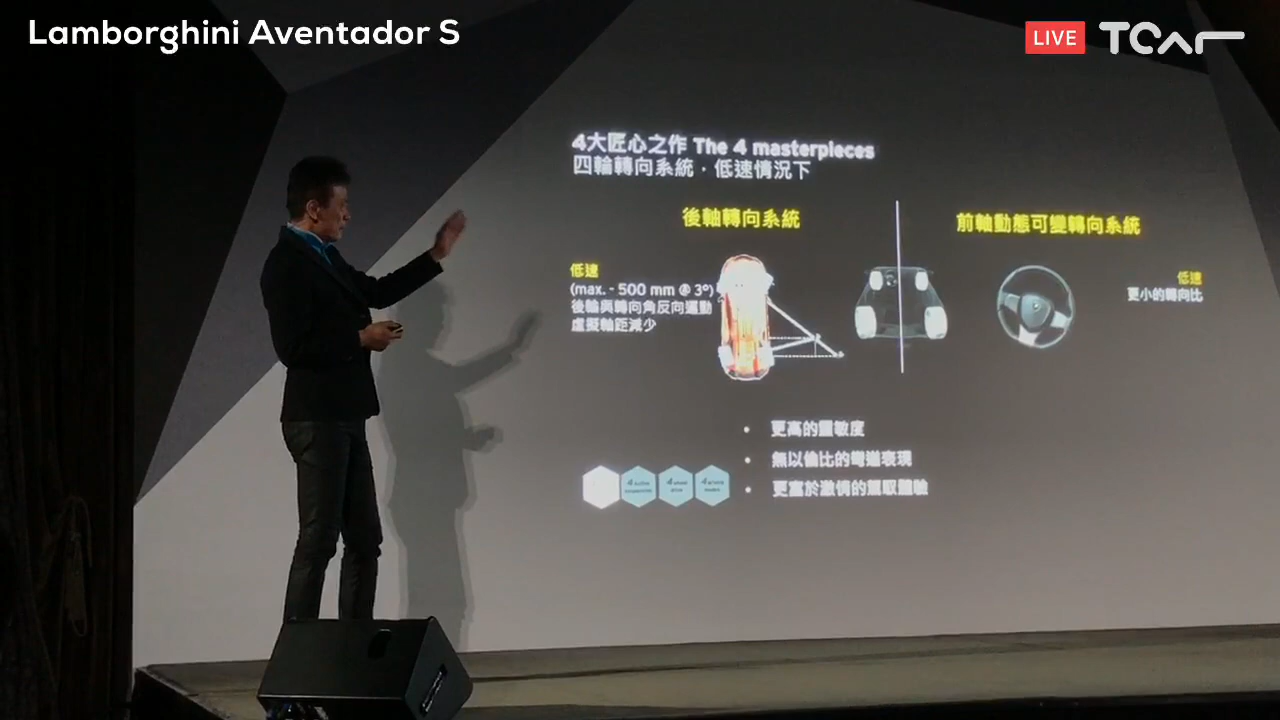 Lamborghini Aventador S
LIVE
TCar
4大匠心之作 The 4 masterpieces
四輪轉向系統，低速情況下
後軸轉向系統
前軸動態可變轉向系統
低速
(max. - 500 mm @ 3°)
後輪與轉向角反向運動
虛擬軸距減少
低速
更小的轉向比
• 更高的靈敏度
• 無以倫比的彎道表現
• 更富於激情的駕馭體驗